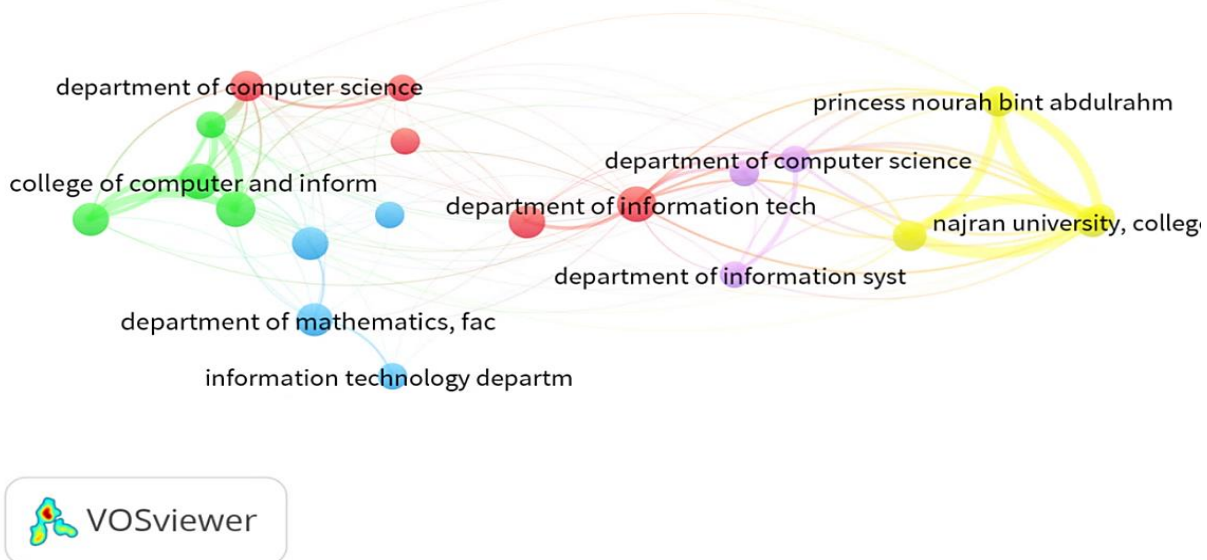 department of computer science
princess nourah bint abdulrahm
department of computer science
college of computer and inform
department of information tech
najran university, colleg
department of information syst
department of mathematics, fac
information technology departm
VOSviewer